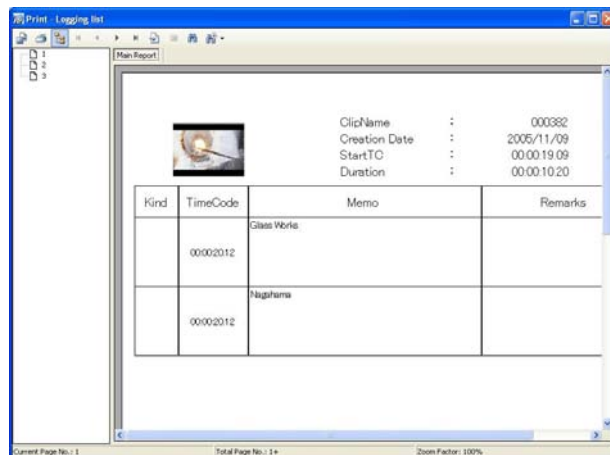 Print - Logging list
1
2
3
Main Report
ClipName : 000382
Creation Date : 2005/11/09
StartTC : 00:00:19.09
Duration : 00:00:10.20
Kind TimeCode Memo Remarks
Glass Works
00:00:20:12
Nagahama
00:00:20:12
Current Page No.: 1 Total Page No.: 1+ Zoom Factor: 100%